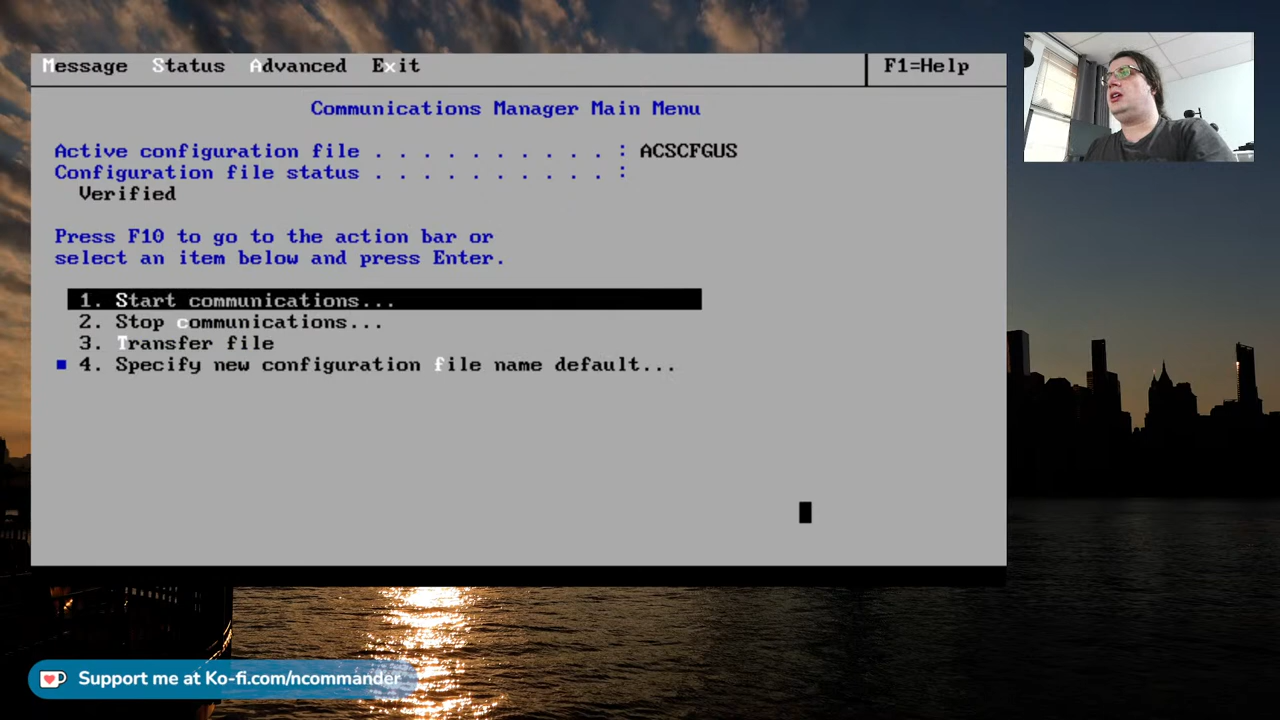 Message Status Advanced Exit F1=Help
Communications Manager Main Menu
Active configuration file . . . . . . . . . . : ACSCFGUS
Configuration file status . . . . . . . . . . :
Verified
Press F10 to go to the action bar or
select an item below and press Enter.
1. Start communications...
2. Stop communications...
3. Transfer file
4. Specify new configuration file name default...
Support me at Ko-fi.com/ncommander